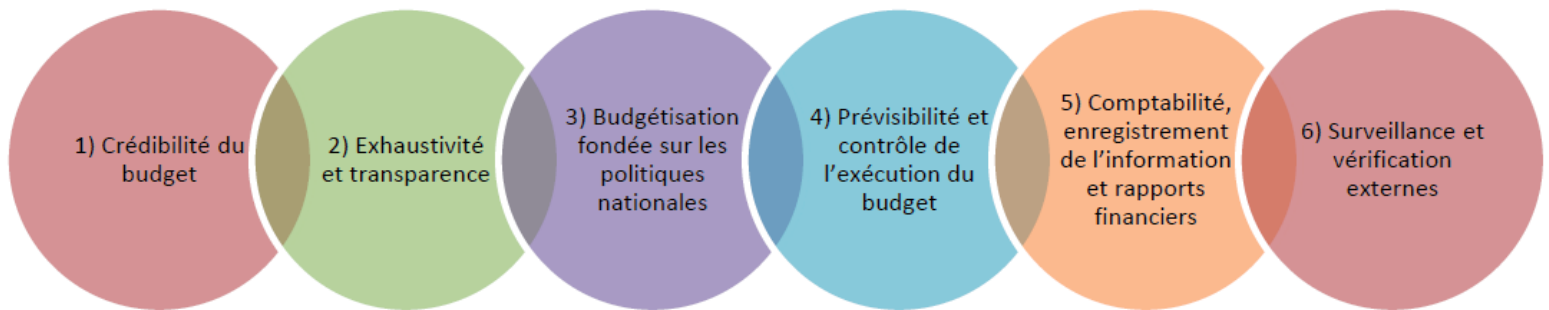 1) Crédibilité du
budget
2) Exhaustivité
et transparence
3) Budgétisation
fondée sur les
politiques
nationales
4) Prévisibilité et
contrôle de
l’exécution du
budget
5) Comptabilité,
enregistrement
de l’information
et rapports
financiers
6) Surveillance et
vérification
externes